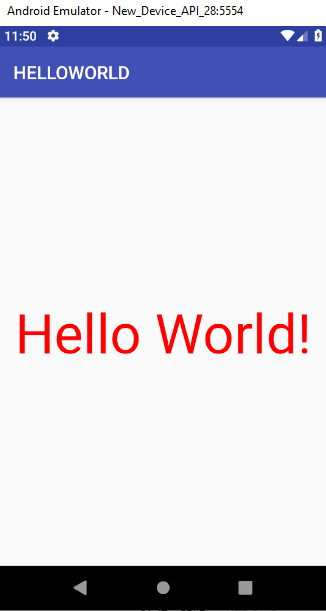 Android Emulator - New_Device_API_28:5554
11:50
HELLOWORLD
Hello World!